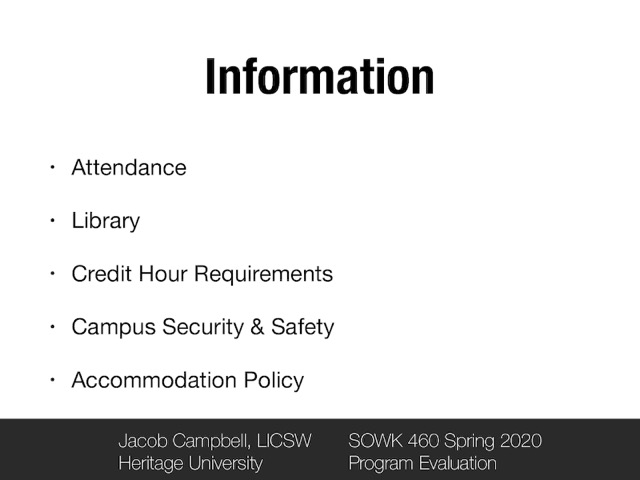 Information
• Attendance
• Library
• Credit Hour Requirements
• Campus Security & Safety
• Accommodation Policy
Jacob Campbell, LICSW
Heritage University
SOWK 460 Spring 2020
Program Evaluation